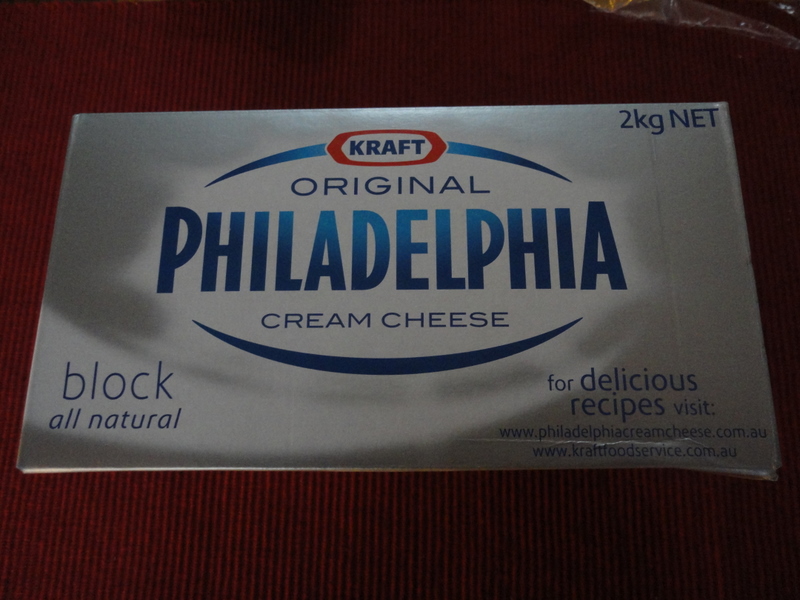 2kg NET
KRAFT
ORIGINAL
PHILADELPHIA
CREAM CHEESE
block
all natural
for delicious
recipes visit:
www.philadelphiacreamcheese.com.au
www.kraftfoodservice.com.au